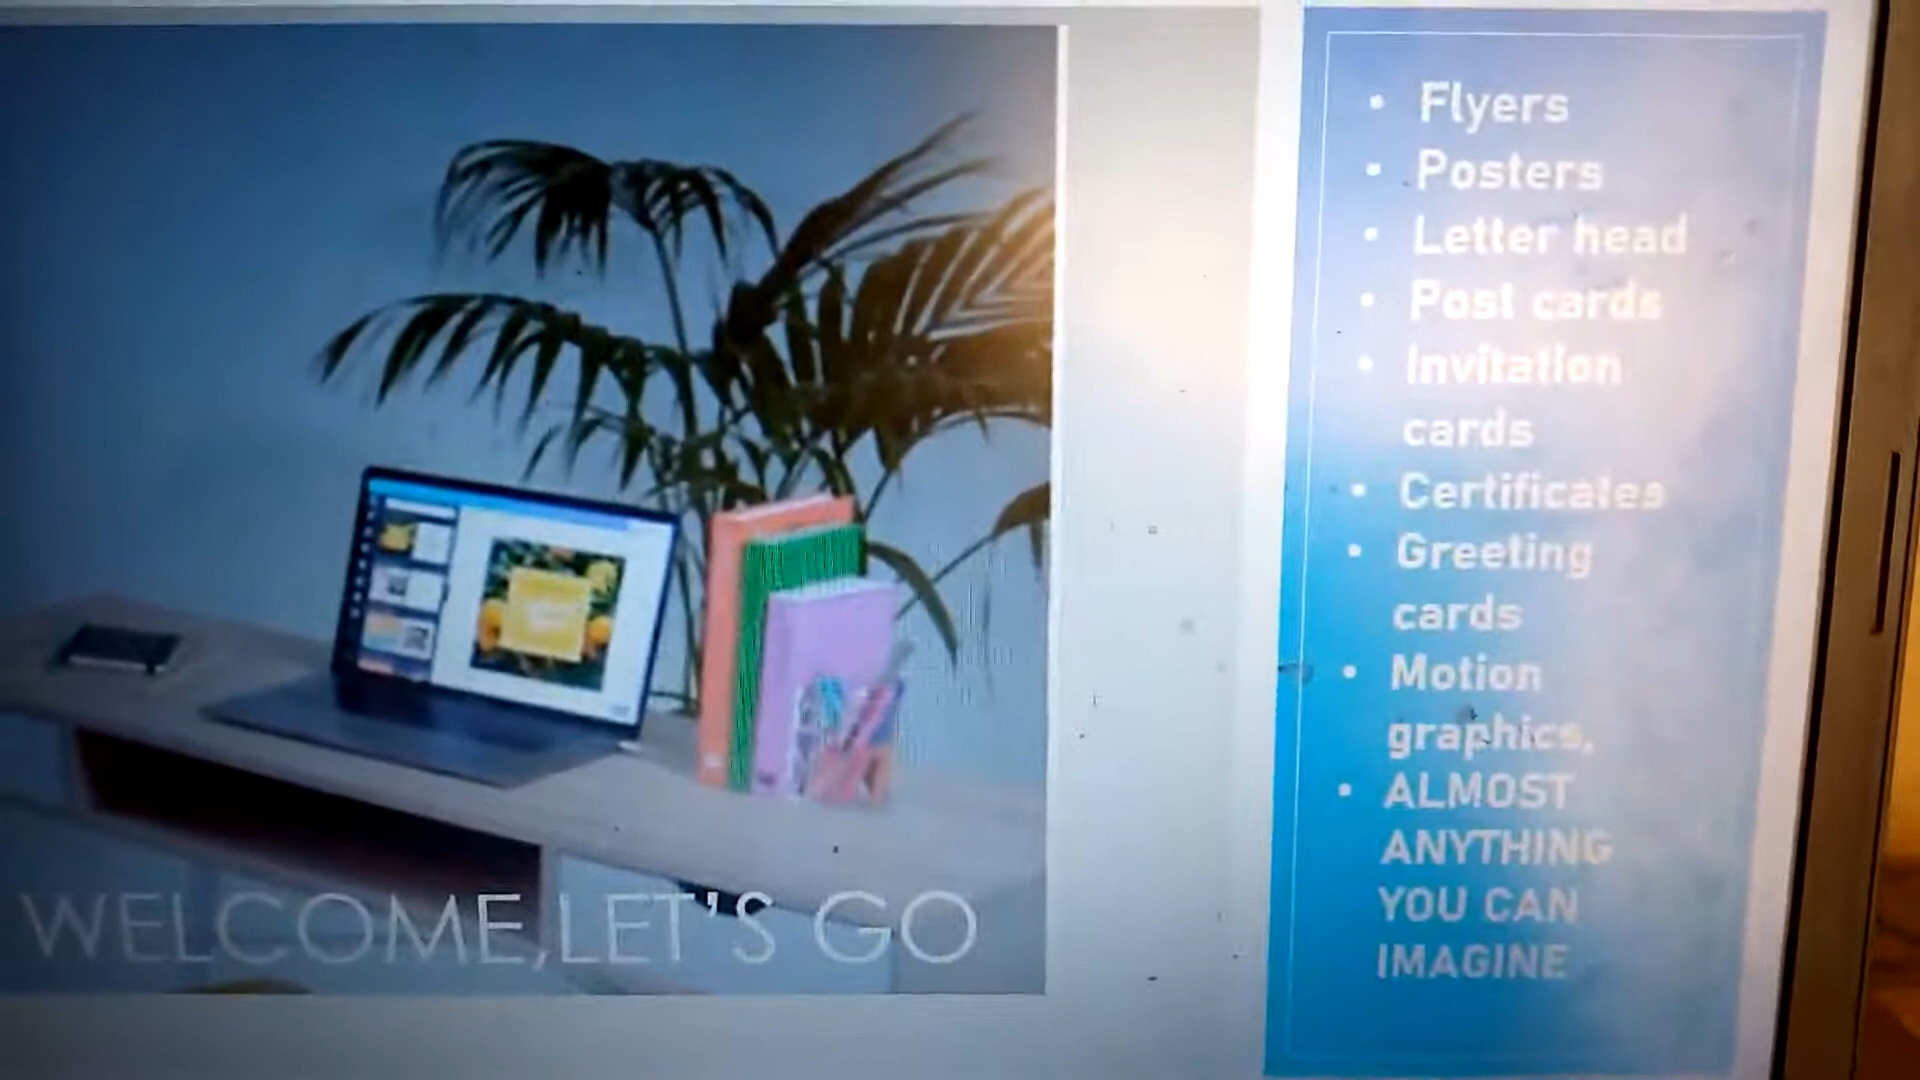 WELCOME,LET'S GO
• Flyers
• Posters
• Letter head
• Post cards
• Invitation
cards
• Certificates
• Greeting
cards
• Motion
graphics.
• ALMOST
ANYTHING
YOU CAN
IMAGINE